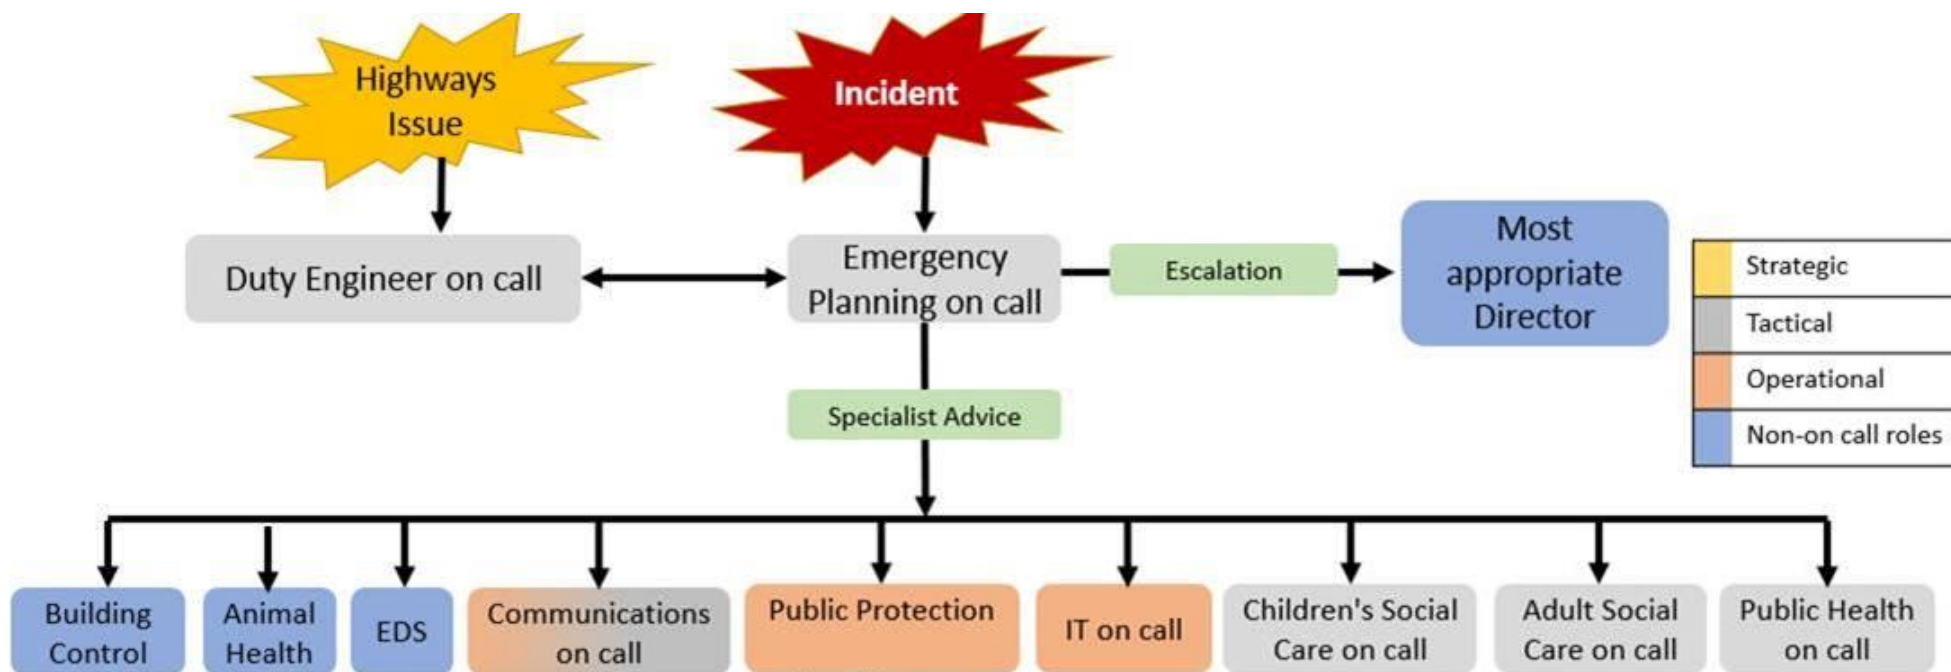 Highways
Issue
Incident
Duty Engineer on call
Emergency
Planning on call
Escalation
Most
appropriate
Director
Strategic
Tactical
Operational
Non-on call roles
Specialist Advice
Building
Control
Animal
Health
EDS
Communications
on call
Public Protection
IT on call
Children's Social
Care on call
Adult Social
Care on call
Public Health
on call